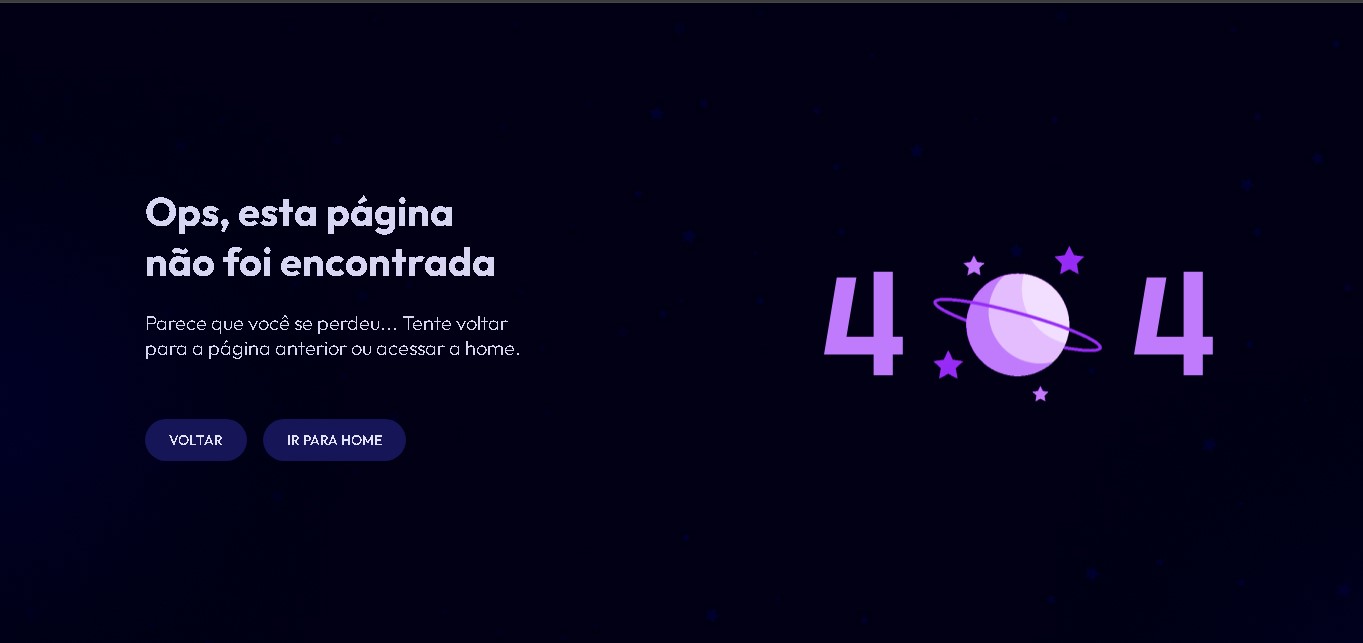 Ops, esta página
não foi encontrada
Parece que você se perdeu... Tente voltar
para a página anterior ou acessar a home.
VOLTAR
IR PARA HOME
4 4